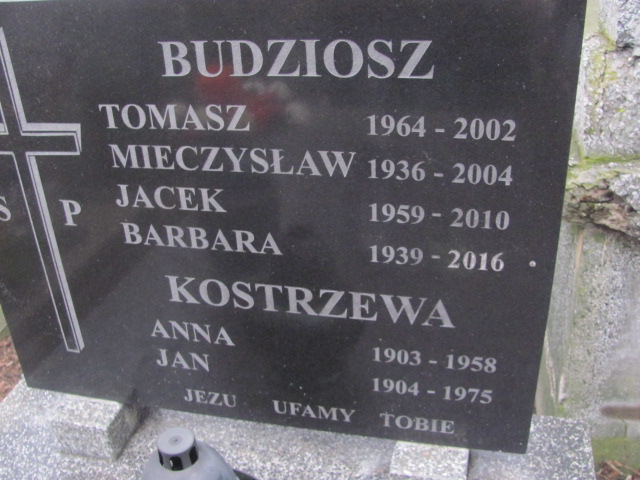 BUDZIOSZ
TOMASZ 1964 - 2002
MIECZYSŁAW 1936 - 2004
JACEK 1959 - 2010
BARBARA 1939 - 2016
S P
KOSTRZEWA
ANNA 1903 - 1958
JAN 1904 - 1975
JEZU UFAMY TOBIE